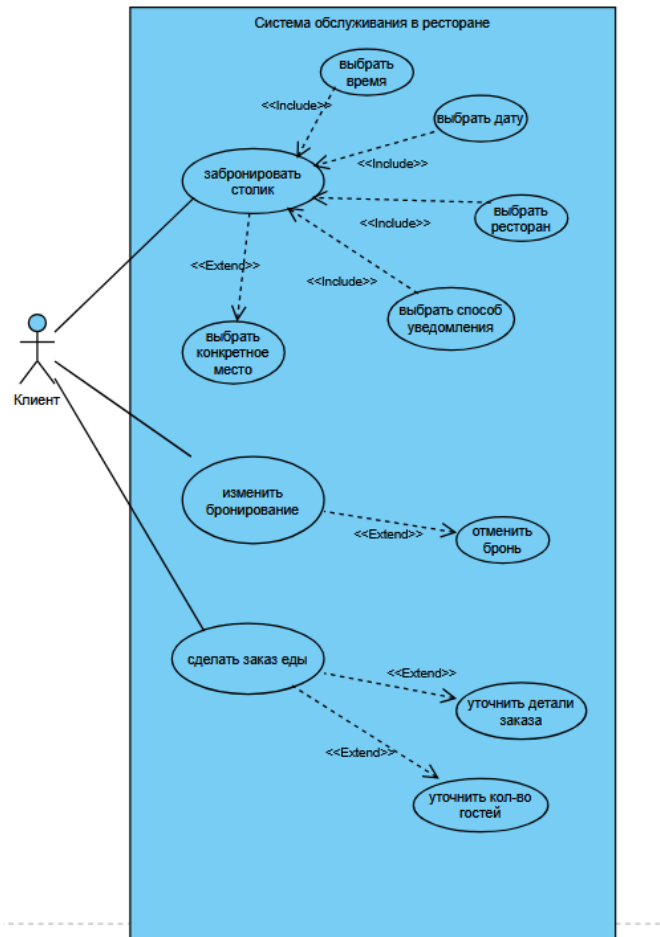 Система обслуживания в ресторане
выбрать
время
<<Include>>
выбрать дату
<<Include>>
забронировать
столик
выбрать
ресторан
<<Include>>
<<Extend>>
<<Include>>
выбрать способ
уведомления
выбрать
конкретное
место
Клиент
изменить
бронирование
<<Extend>>
отменить
бронь
сделать заказ еды
<<Extend>>
уточнить детали
заказа
<<Extend>>
уточнить кол-во
гостей